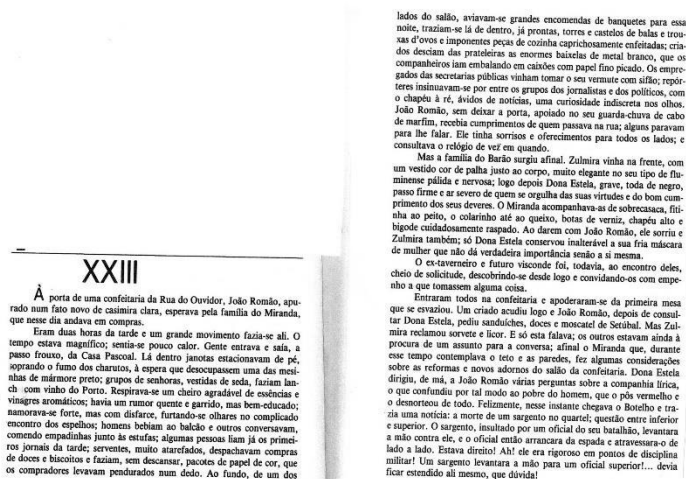 XXIII
À porta de uma confeitaria da Rua do Ouvidor, João Romão, apu-
rado num fato novo de casimira clara, esperava pela família do Miranda,
que nesse dia andava em compras.
Eram duas horas da tarde e um grande movimento fazia-se ali. O
tempo estava magnífico; sentia-se pouco calor. Gente entrava e saía, a
passo frouxo, da Casa Pascoal. Lá dentro janotas estacionavam de pé,
soprando o fumo dos charutos, à espera que desocupassem uma das mesi-
nhas de mármore preto; grupos de senhoras, vestidas de seda, faziam lan-
ch com vinho do Porto. Respirava-se um cheiro agradável de essências e
vinagres aromáticos; havia um rumor quente e garrido, mas bem-educado;
namorava-se forte, mas com disfarce, furtando-se olhares no complicado
encontro dos espelhos; homens bebiam ao balcão e outros conversavam,
comendo empadinhas junto às estufas; algumas pessoas liam já os primei-
ros jornais da tarde; serventes, muito atarefados, despachavam compras
de doces e biscoitos e faziam, sem descansar, pacotes de papel de cor, que
os compradores levavam pendurados num dedo. Ao fundo, de um dos
lados do salão, aviavam-se grandes encomendas de banquetes para essa
noite, traziam-se lá de dentro, já prontas, torres e castelos de balas e trou-
xas d'ovos e imponentes peças de cozinha caprichosamente enfeitadas; cria-
dos desciam das prateleiras as enormes baixelas de metal branco, que os
companheiros iam embalando em caixões com papel fino picado. Os empre-
gados das secretarias públicas vinham tomar o seu vermute com sifão; repór-
teres insinuavam-se por entre os grupos dos jornalistas e dos políticos, com
o chapéu à ré, ávidos de notícias, uma curiosidade indiscreta nos olhos.
João Romão, sem deixar a porta, apoiado no seu guarda-chuva de cabo
de marfim, recebia cumprimentos de quem passava na rua; alguns paravam
para lhe falar. Ele tinha sorrisos e oferecimentos para todos os lados; e
consultava o relógio de vez em quando.
Mas a família do Barão surgiu afinal. Zulmira vinha na frente, com
um vestido cor de palha justo ao corpo, muito elegante no seu tipo de flu-
minense pálida e nervosa; logo depois Dona Estela, grave, toda de negro,
passo firme e ar severo de quem se orgulha das suas virtudes e do bom cum-
primento dos seus deveres. O Miranda acompanhava-as de sobrecasaca, fiti-
nha ao peito, o colarinho até ao queixo, botas de verniz, chapéu alto e
bigode cuidadosamente raspado. Ao darem com João Romão, ele sorriu e
Zulmira também; só Dona Estela conservou inalterável a sua fria máscara
de mulher que não dá verdadeira importância senão a si mesma.
O ex-taverneiro e futuro visconde foi, todavia, ao encontro deles,
cheio de solicitude, descobrindo-se desde logo e convidando-os com empe-
nho a que tomassem alguma coisa.
Entraram todos na confeitaria e apoderaram-se da primeira mesa
que se esvaziou. Um criado acudiu logo e João Romão, depois de consul-
tar Dona Estela, pediu sanduíches, doces e moscatel de Setúbal. Mas Zul-
mira reclamou sorvete e licor. E só esta falava; os outros estavam ainda à
procura de um assunto para a conversa; afinal o Miranda que, durante
esse tempo contemplava o teto e as paredes, fez algumas considerações
sobre as reformas e novos adornos do salão da confeitaria. Dona Estela
dirigiu, de má, a João Romão várias perguntas sobre a companhia lírica,
o que confundiu por tal modo ao pobre do homem, que o pôs vermelho e
o desnorteou de todo. Felizmente, nesse instante chegava o Botelho e tra-
zia uma notícia: a morte de um sargento no quartel; questão entre inferior
e superior. O sargento, insultado por um oficial do seu batalhão, levantara
a mão contra ele, e o oficial então arrancara da espada e atravessara-o de
lado a lado. Estava direito! Ah! ele era rigoroso em pontos de disciplina
militar! Um sargento levantara a mão para um oficial superior!... devia
ficar estendido ali mesmo, que dúvida!